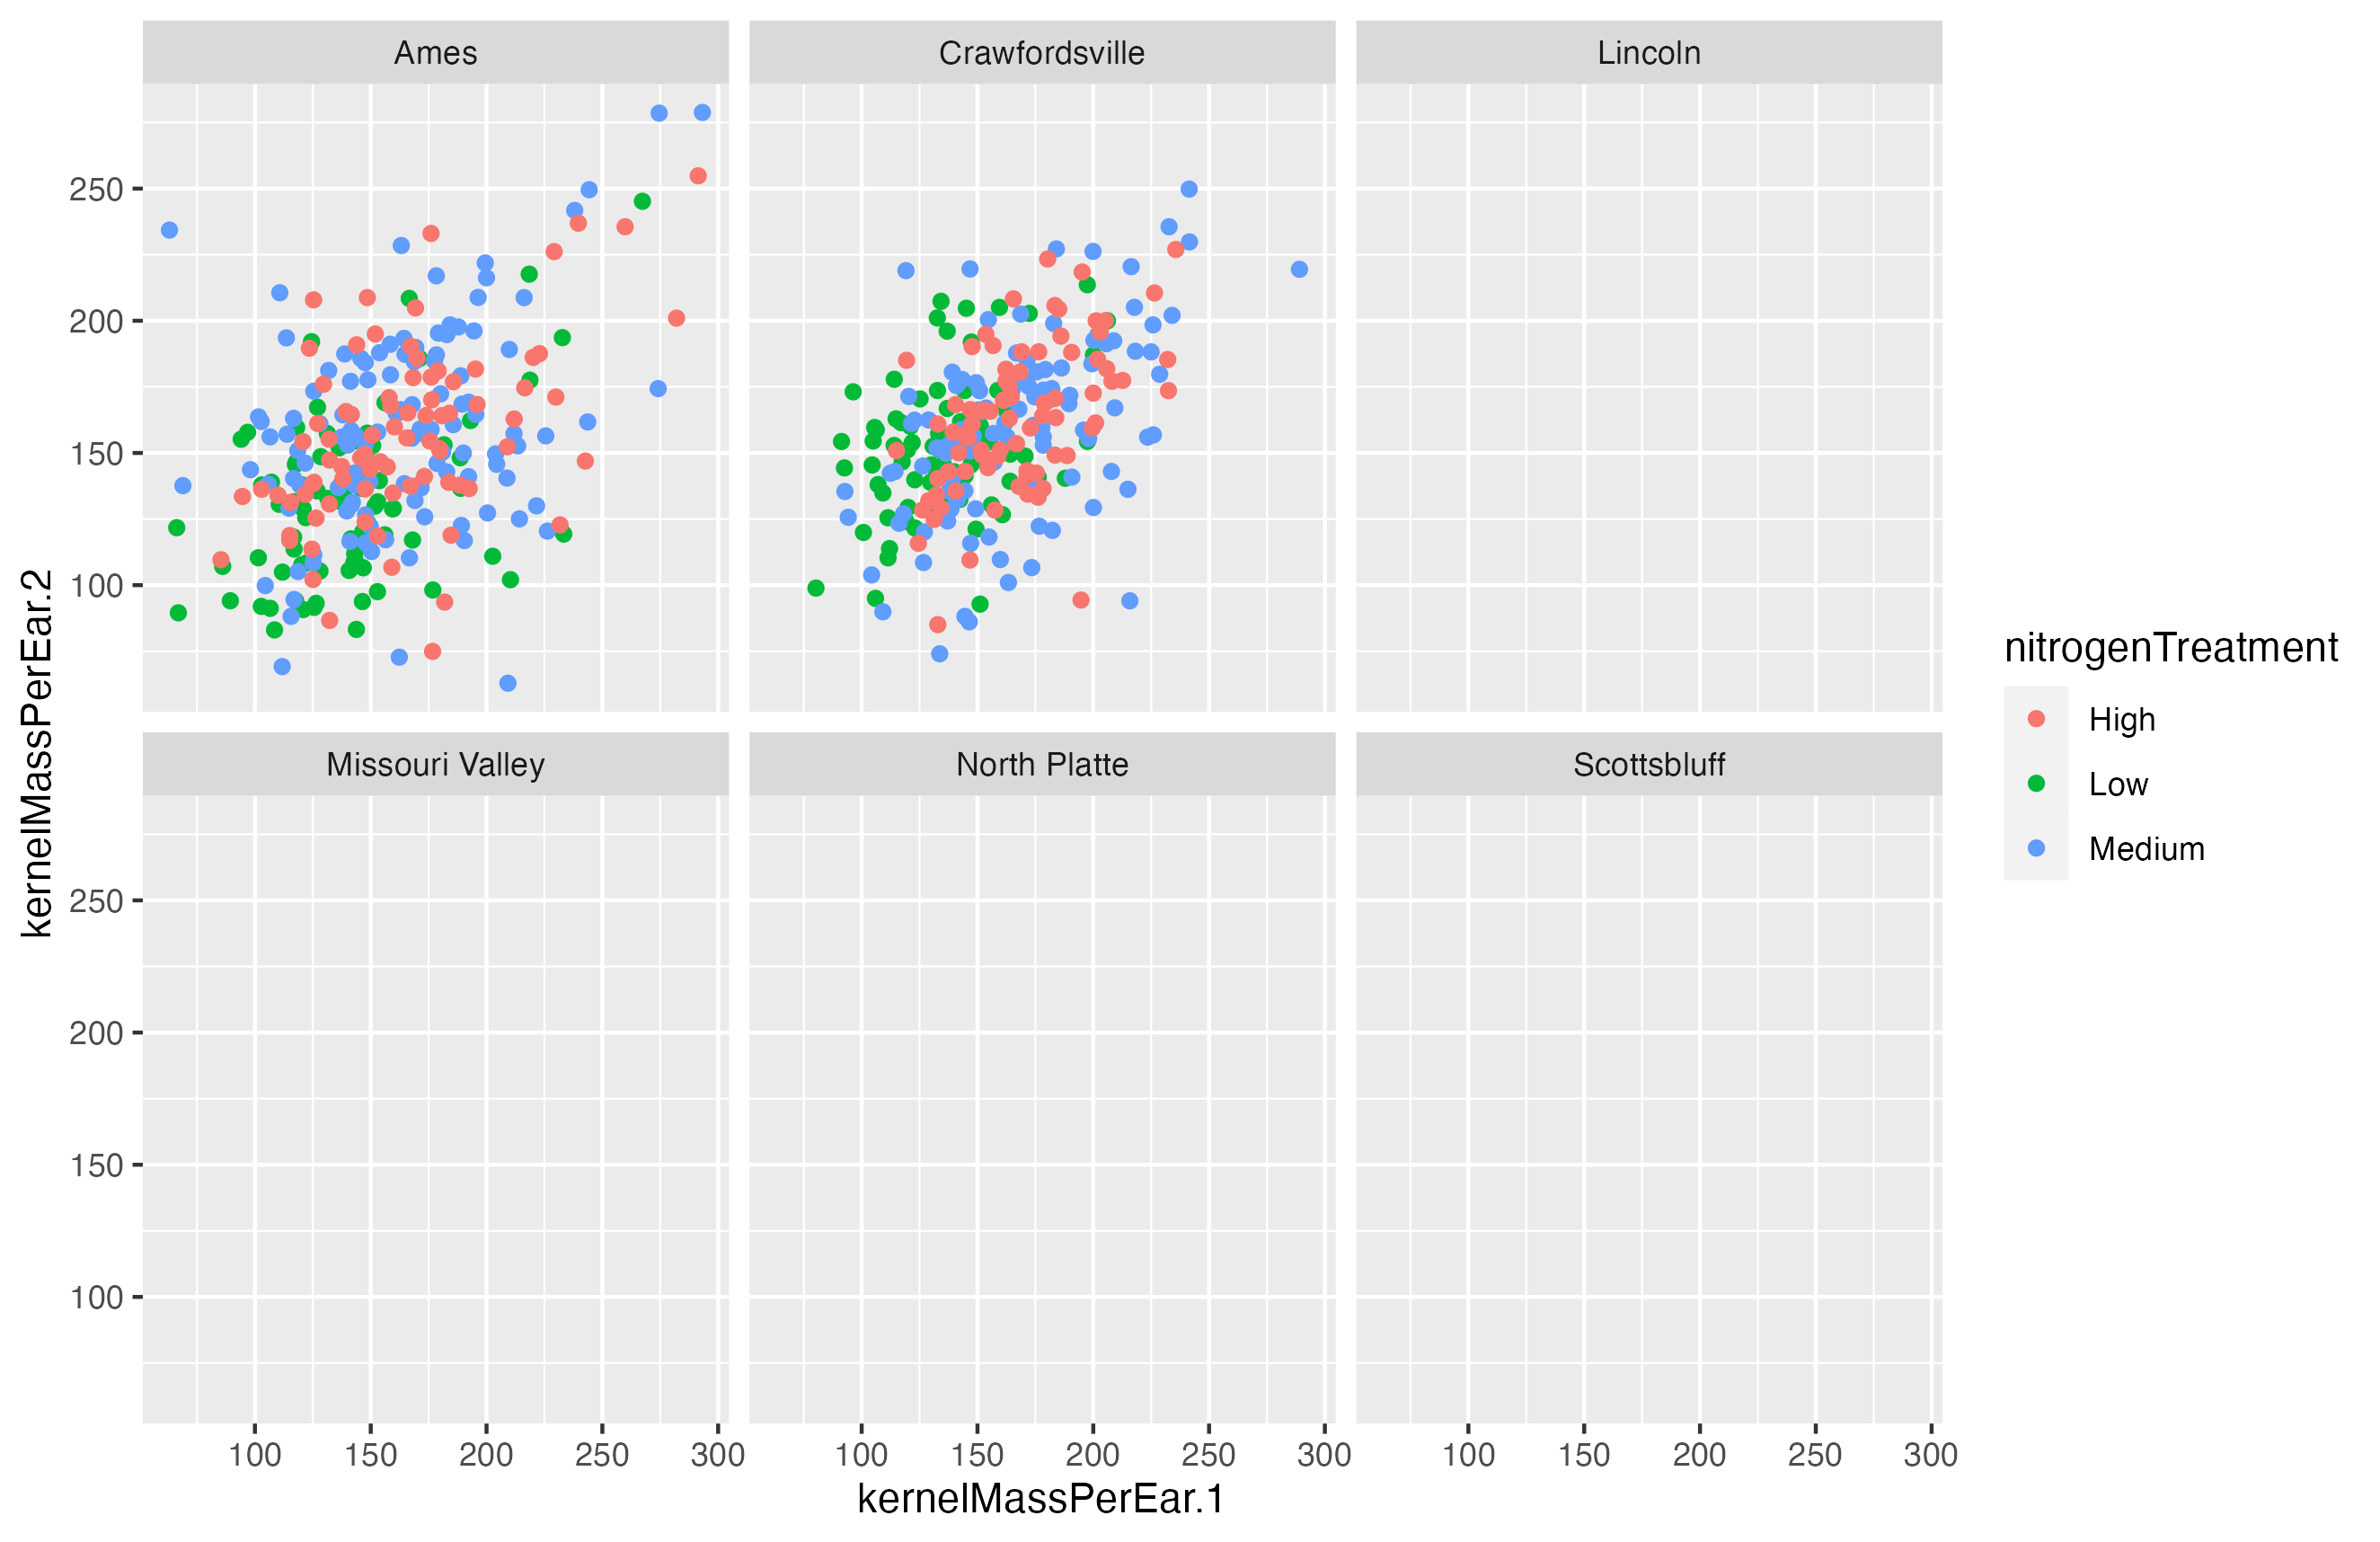 Ames Crawfordsville Lincoln
250
200
150
100
Missouri Valley North Platte Scottsbluff
250
200
150
100
100 150 200 250 300 100 150 200 250 300 100 150 200 250 300
kernelMassPerEar.1
kernelMassPerEar.2
nitrogenTreatment
High
Low
Medium